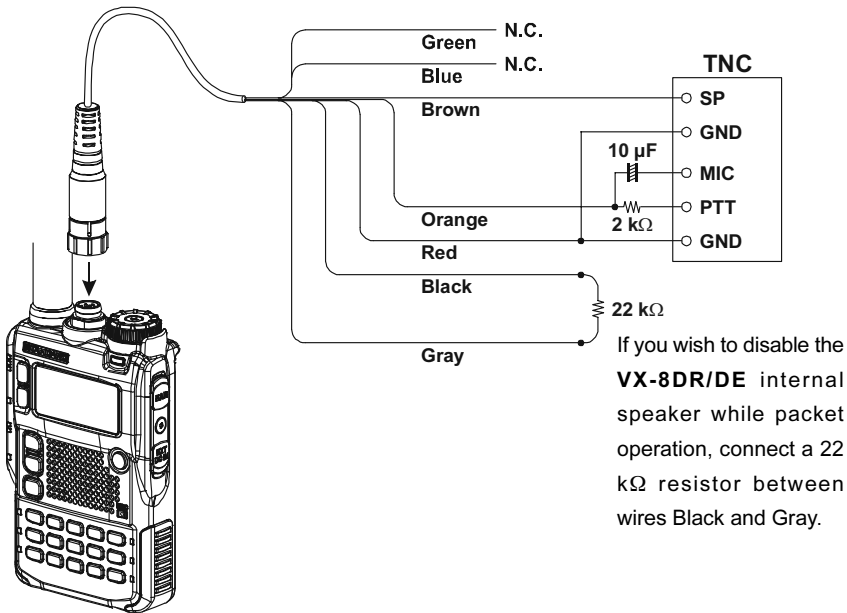 Green N.C.
Blue N.C.
TNC
Brown SP
GND
10 µF
MIC
Orange 2 kΩ PTT
Red GND
Black
22 kΩ
Gray
If you wish to disable the
VX-8DR/DE internal
speaker while packet
operation, connect a 22
kΩ resistor between
wires Black and Gray.